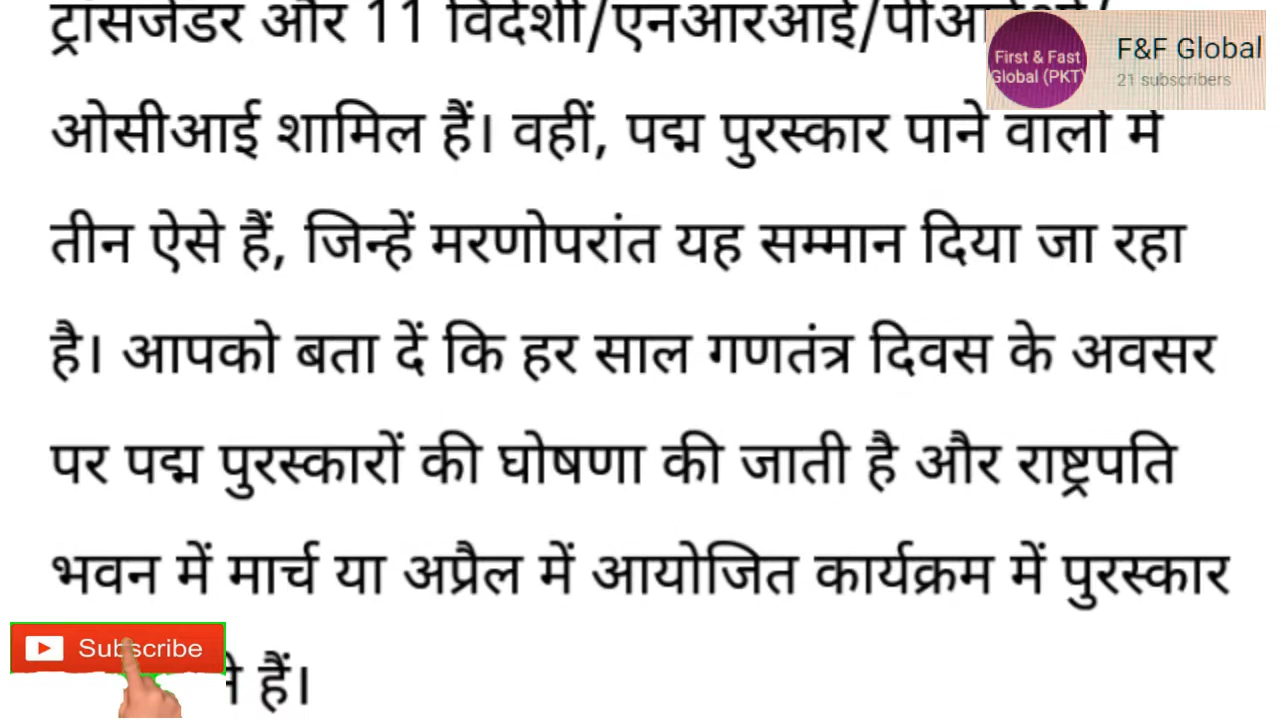 ट्रांसजेंडर और 11 विदेशी/एनआरआई/पीआईओ/
First & Fast
Global (PKT)
F&F Global
21 subscribers
ओसीआई शामिल हैं। वहीं, पद्म पुरस्कार पाने वालों में
तीन ऐसे हैं, जिन्हें मरणोपरांत यह सम्मान दिया जा रहा
है। आपको बता दें कि हर साल गणतंत्र दिवस के अवसर
पर पद्म पुरस्कारों की घोषणा की जाती है और राष्ट्रपति
भवन में मार्च या अप्रैल में आयोजित कार्यक्रम में पुरस्कार
Subscribe
हैं।